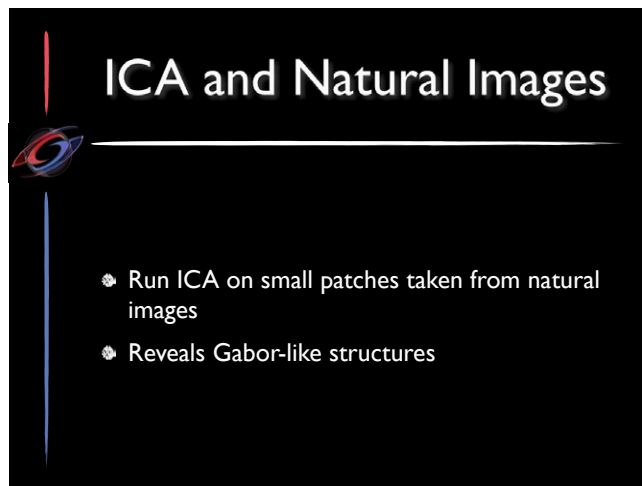 ICA and Natural Images
Run ICA on small patches taken from natural
images
Reveals Gabor-like structures